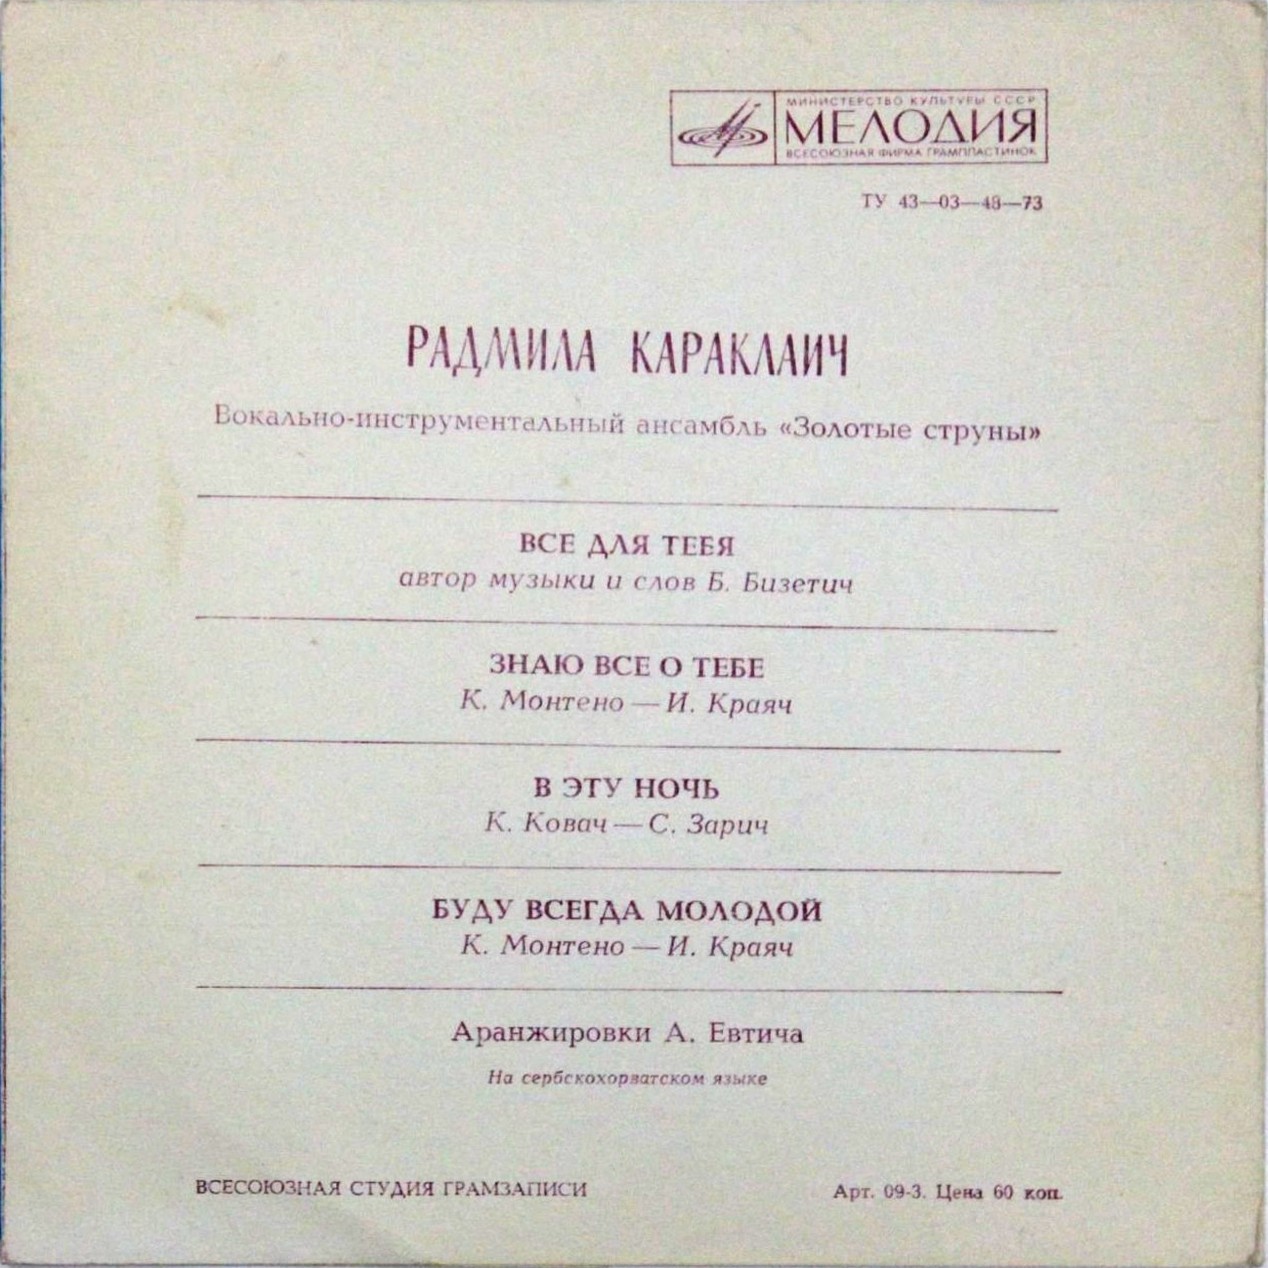 МИНИСТЕРСТВО КУЛЬТУРЫ СССР
МЕЛОДИЯ
ВСЕСОЮЗНАЯ ФИРМА ГРАМПЛАСТИНОК
ТУ 43—03—48—73
РАДМИЛА КАРАКЛАИЧ
Вокально-инструментальный ансамбль «Золотые струны»
ВСЕ ДЛЯ ТЕБЯ
автор музыки и слов Б. Бизетич
ЗНАЮ ВСЕ О ТЕБЕ
К. Монтено — И. Краяч
В ЭТУ НОЧЬ
К. Ковач — С. Зарич
БУДУ ВСЕГДА МОЛОДОЙ
К. Монтено — И. Краяч
Аранжировки А. Евтича
На сербскохорватском языке
ВСЕСОЮЗНАЯ СТУДИЯ ГРАМЗАПИСИ
Арт. 09-3. Цена 60 коп.